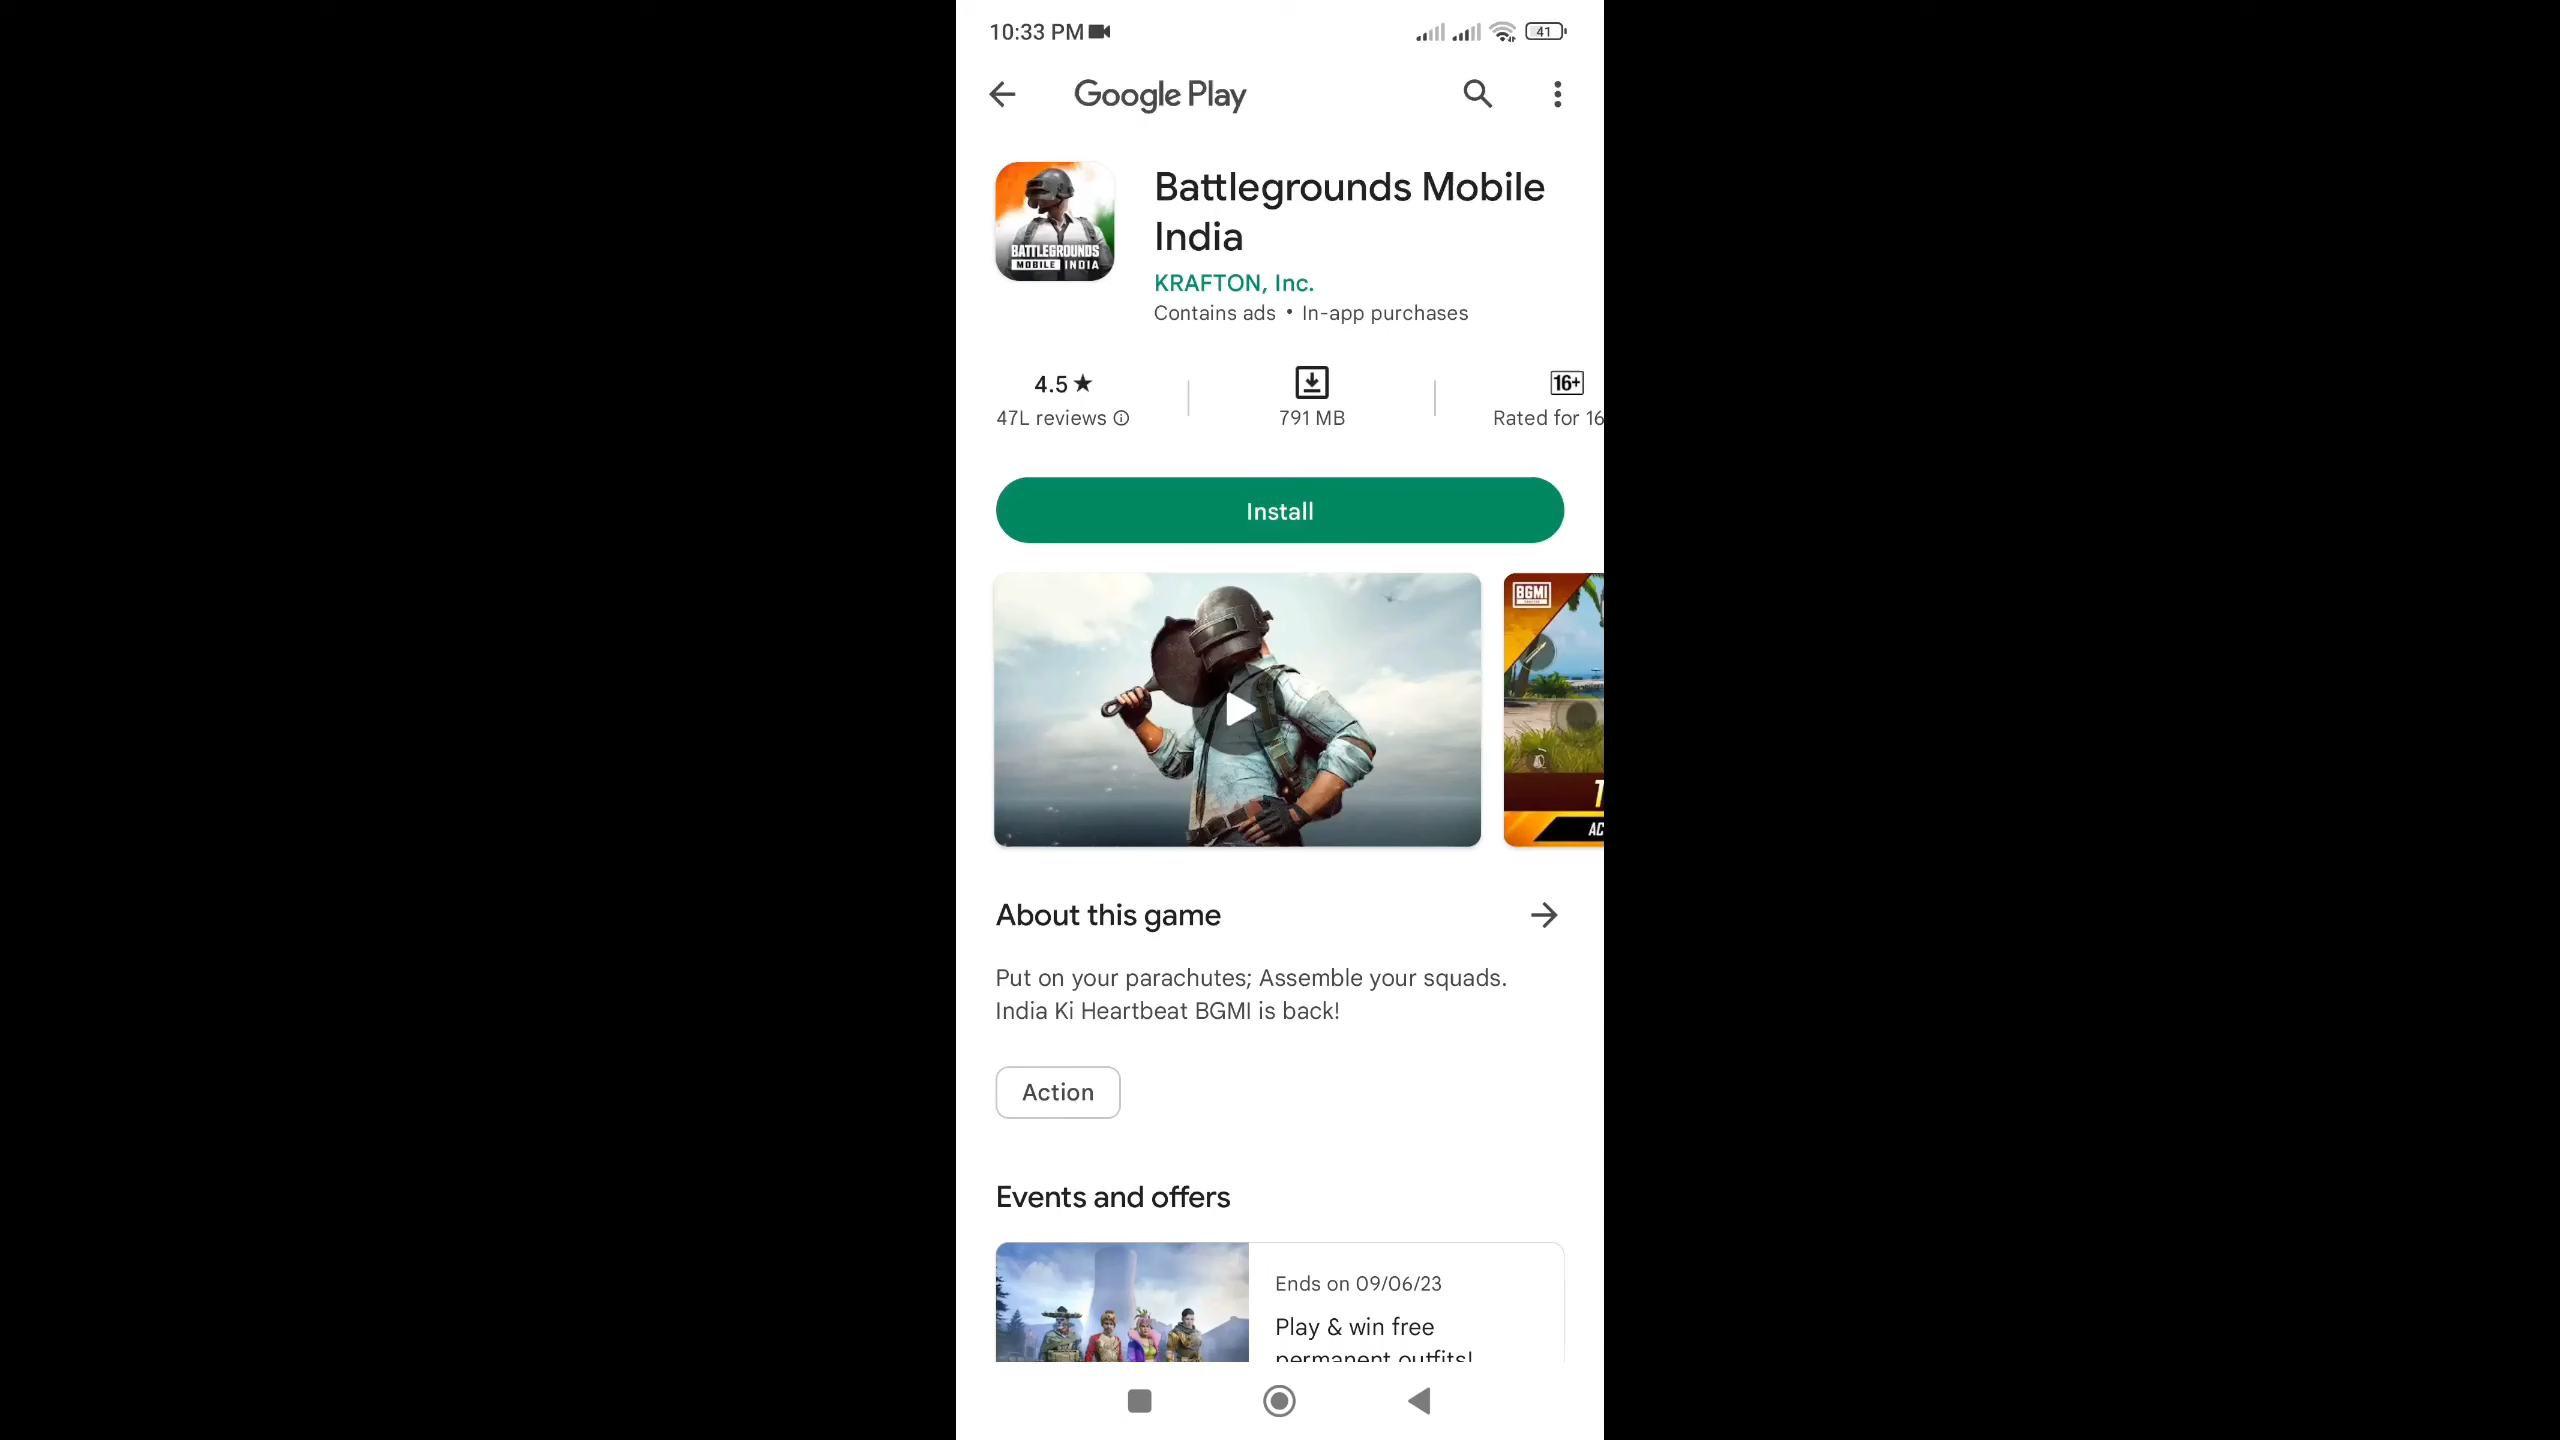 10:33 PM
41
Google Play
BATTLEGROUNDS
MOBILE INDIA
Battlegrounds Mobile
India
KRAFTON, Inc.
Contains ads • In-app purchases
4.5 ★
47L reviews
791 MB
16+
Rated for 16
Install
BGMI
About this game
Put on your parachutes; Assemble your squads.
India Ki Heartbeat BGMI is back!
Action
Events and offers
Ends on 09/06/23
Play & win free
permanent outfits!